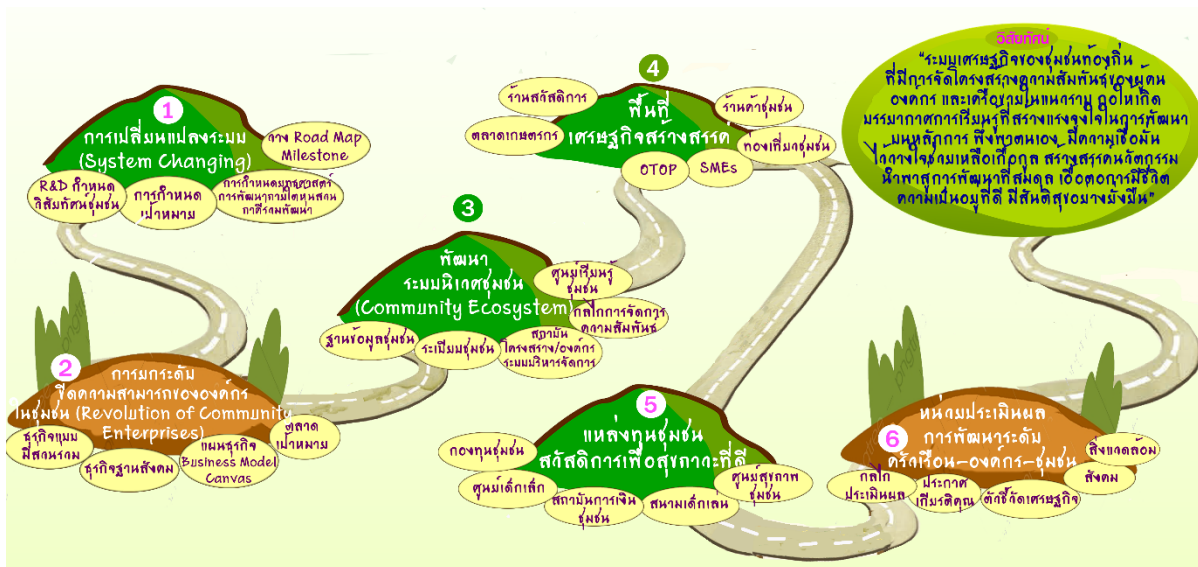 1
การเปลี่ยนแปลงระบบ
(System Changing)
วาง Road Map
Milestone
R&D กำหนด
วิสัยทัศน์ชุมชน
การกำหนด
เป้าหมาย
การกำหนดยุทธศาสตร์
การพัฒนาภายใต้หุ้นส่วน
ภาคีร่วมพัฒนา
2
การยกระดับ
ขีดความสามารถขององค์กร
ในชุมชน (Revolution of Community
Enterprises)
ธุรกิจแบบ
มีส่วนร่วม
ธุรกิจฐานสังคม
แผนธุรกิจ
Business Model
Canvas
ตลาด
เป้าหมาย
3
พัฒนา
ระบบนิเวศชุมชน
(Community Ecosystem)
ศูนย์เรียนรู้
ชุมชน
กลไกการจัดการ
ความสัมพันธ์
ฐานข้อมูลชุมชน
ระเบียบชุมชน
สถาบัน
โครงสร้าง/องค์กร
ระบบบริหารจัดการ
4
พื้นที่
เศรษฐกิจสร้างสรรค์
ร้านสวัสดิการ
ตลาดเกษตรกร
ร้านค้าชุมชน
ท่องเที่ยวชุมชน
OTOP
SMEs
5
แหล่งทุนชุมชน
สวัสดิการเพื่อสุขภาวะที่ดี
กองทุนชุมชน
ศูนย์เด็กเล็ก
สถาบันการเงิน
ชุมชน
สนามเด็กเล่น
ศูนย์สุขภาพ
ชุมชน
6
หน่วยประเมินผล
การพัฒนาระดับ
ครัวเรือน-องค์กร-ชุมชน
กลไก
ประเมินผล
ประกาศ
เกียรติคุณ
ตัวชี้วัดเศรษฐกิจ
สังคม
สิ่งแวดล้อม
วิสัยทัศน์
“ระบบเศรษฐกิจของชุมชนท้องถิ่น
ที่มีการจัดโครงสร้างความสัมพันธ์ของผู้คน
องค์กร และเครือข่ายในแนวราบ ก่อให้เกิด
บรรยากาศการเรียนรู้ที่สร้างแรงจูงใจในการพัฒนา
บนหลักการ พึ่งพาตนเอง มีความเชื่อมั่น
ไว้วางใจช่วยเหลือเกื้อกูล สร้างสรรค์นวัตกรรม
นำพาสู่การพัฒนาที่สมดุล เอื้อต่อการมีชีวิต
ความเป็นอยู่ที่ดี มีสันติสุขอย่างยั่งยืน”